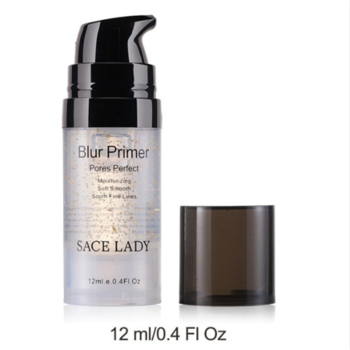 Blur Primer
Pores Perfect
Moisturizing
Soft Smooth
Fine Lines
SACE LADY
12ml.e.0.4Fl Oz
12 ml/0.4 Fl Oz